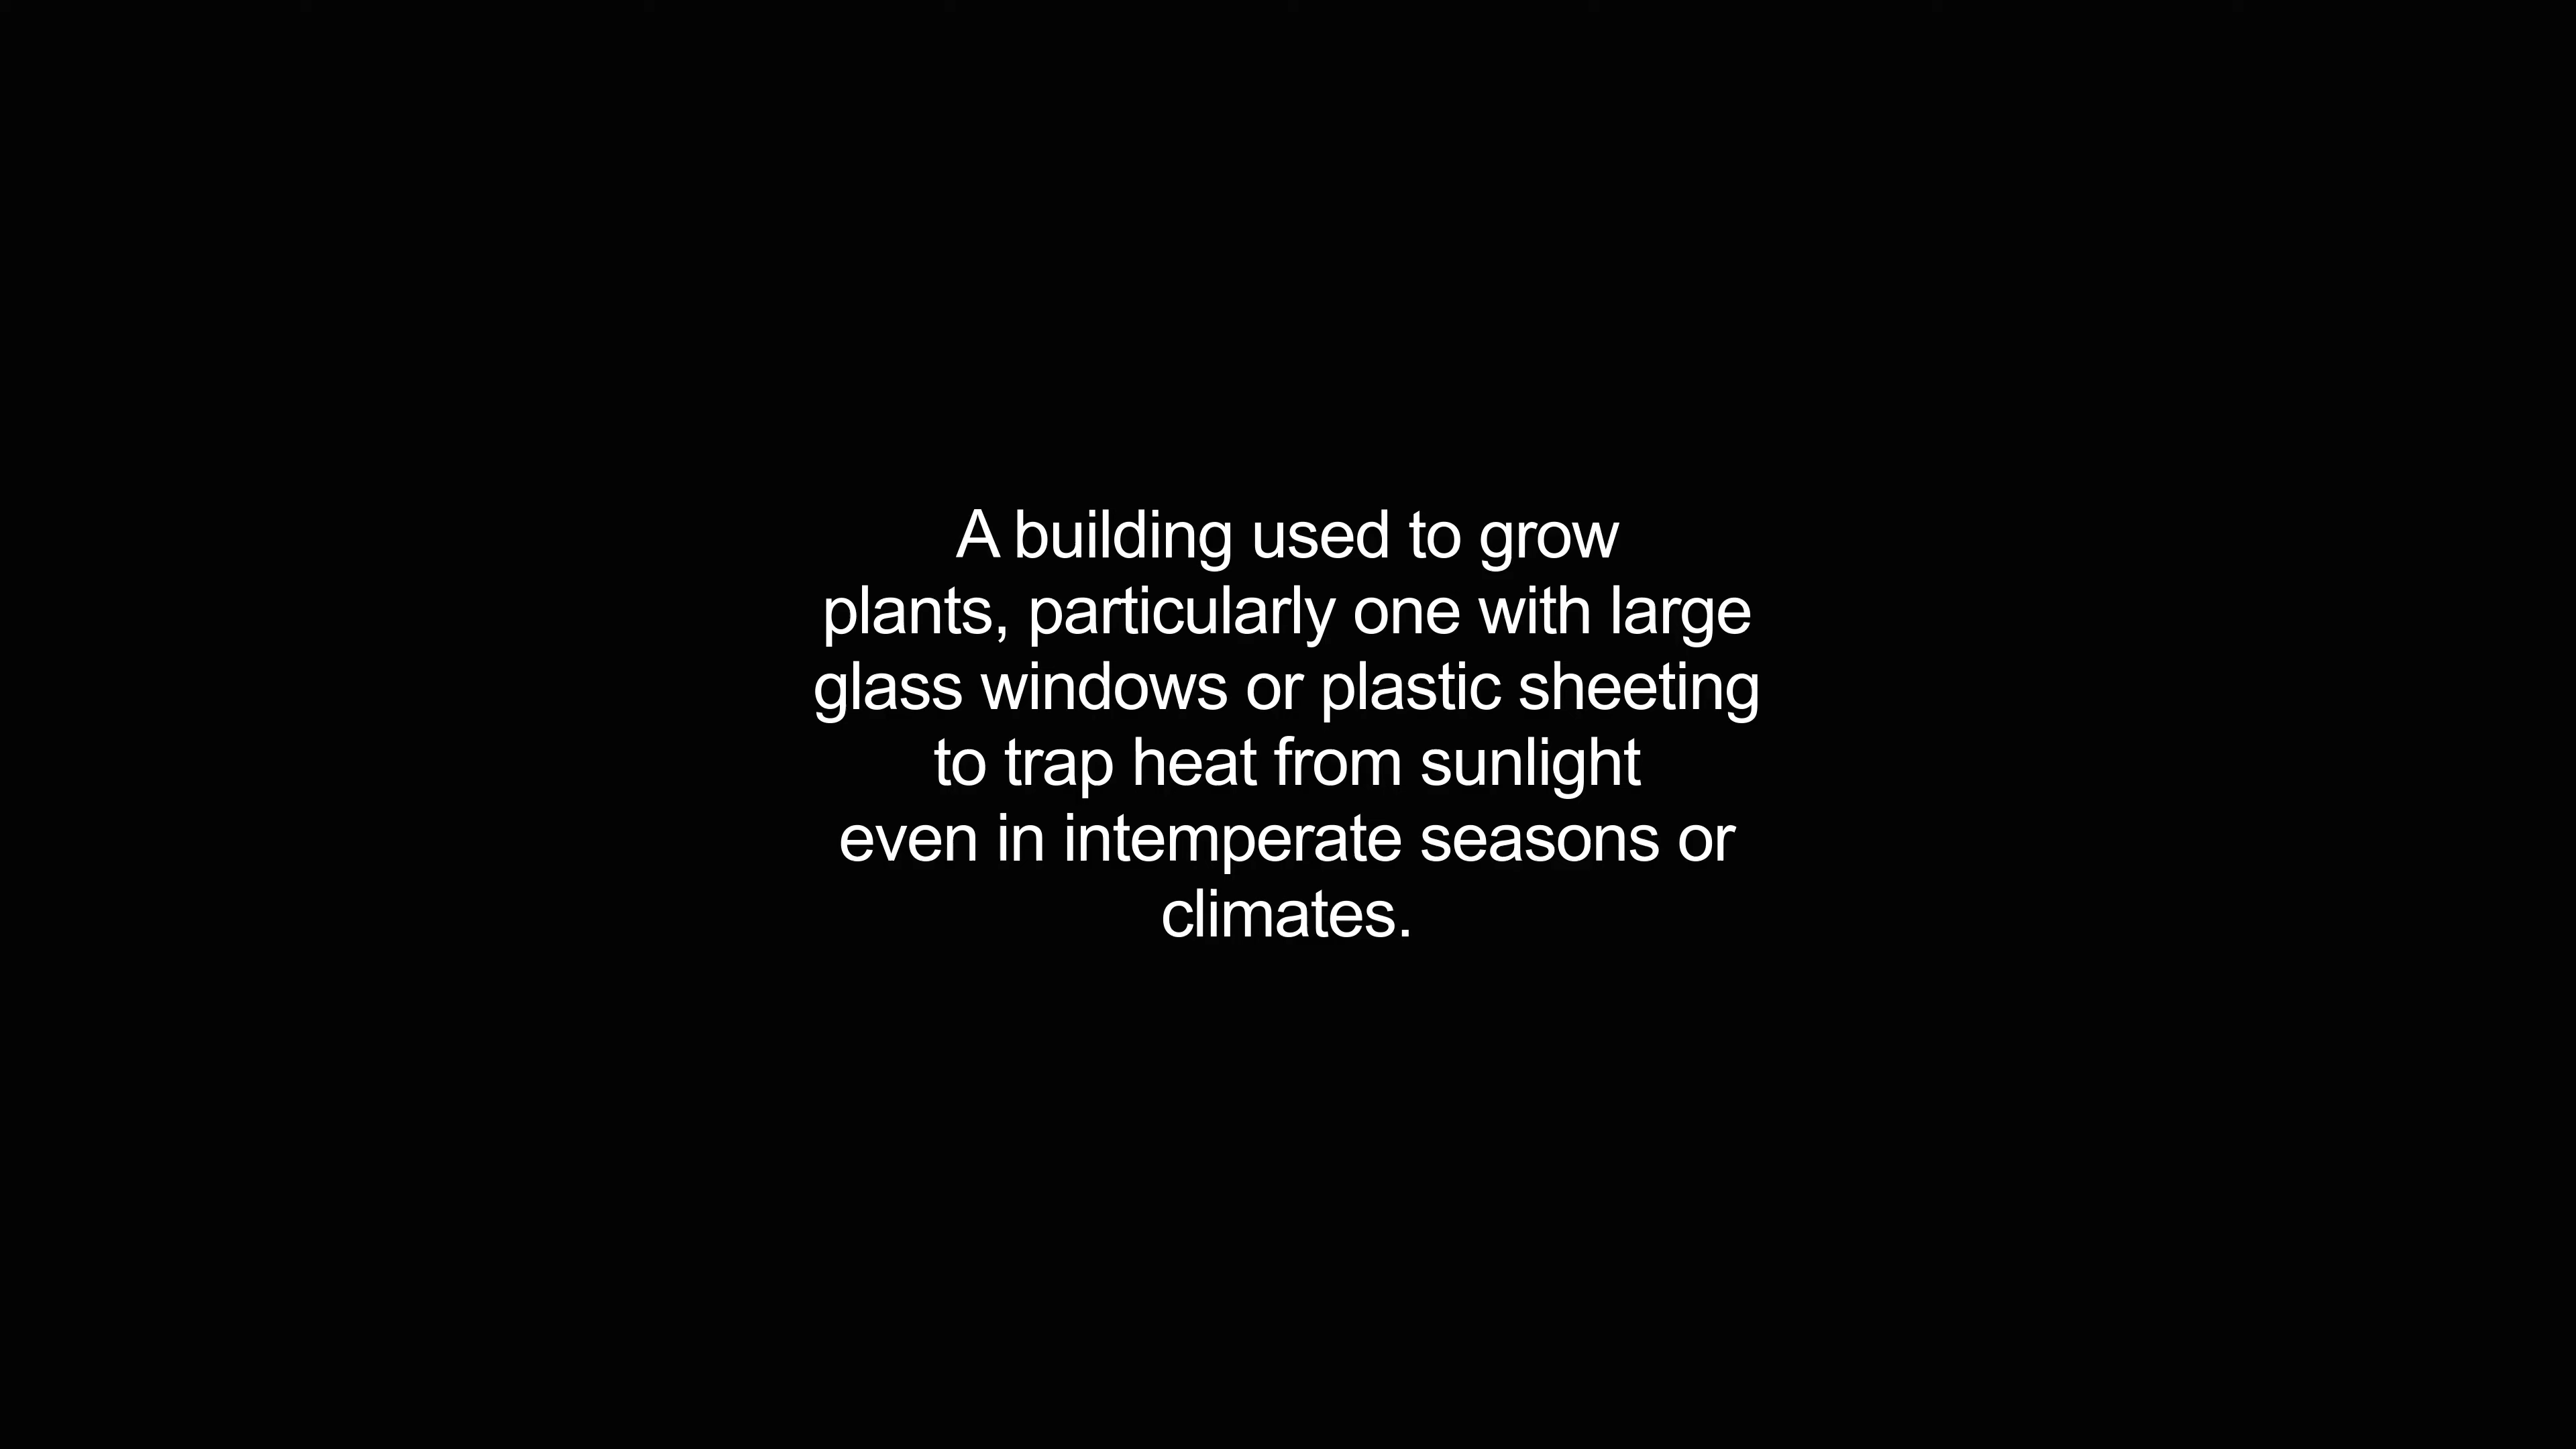 A building used to grow
plants, particularly one with large
glass windows or plastic sheeting
to trap heat from sunlight
even in intemperate seasons or
climates.